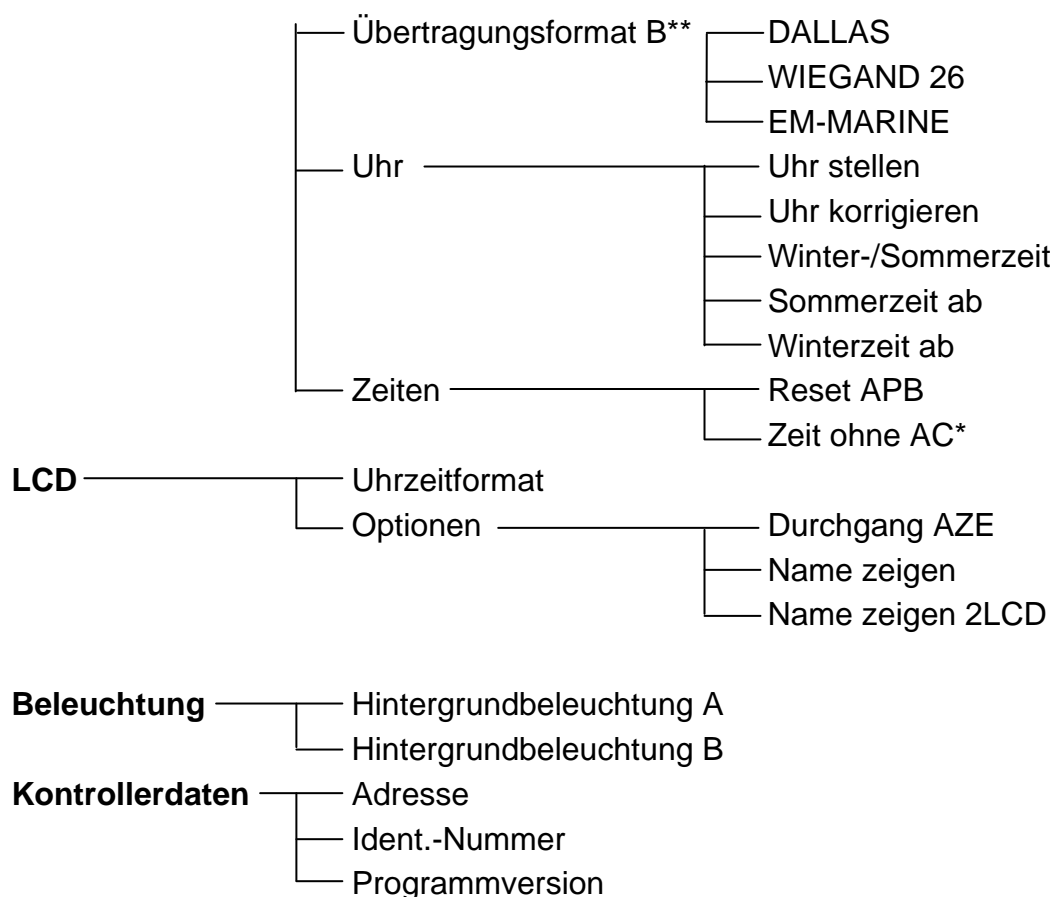 Übertragungsformat B** DALLAS
WIEGAND 26
EM-MARINE
Uhr Uhr stellen
Uhr korrigieren
Winter-/Sommerzeit
Sommerzeit ab
Winterzeit ab
Zeiten Reset APB
Zeit ohne AC*
LCD Uhrzeitformat
Optionen Durchgang AZE
Name zeigen
Name zeigen 2LCD
Beleuchtung Hintergrundbeleuchtung A
Hintergrundbeleuchtung B
Kontrollerdaten Adresse
Ident.-Nummer
Programmversion